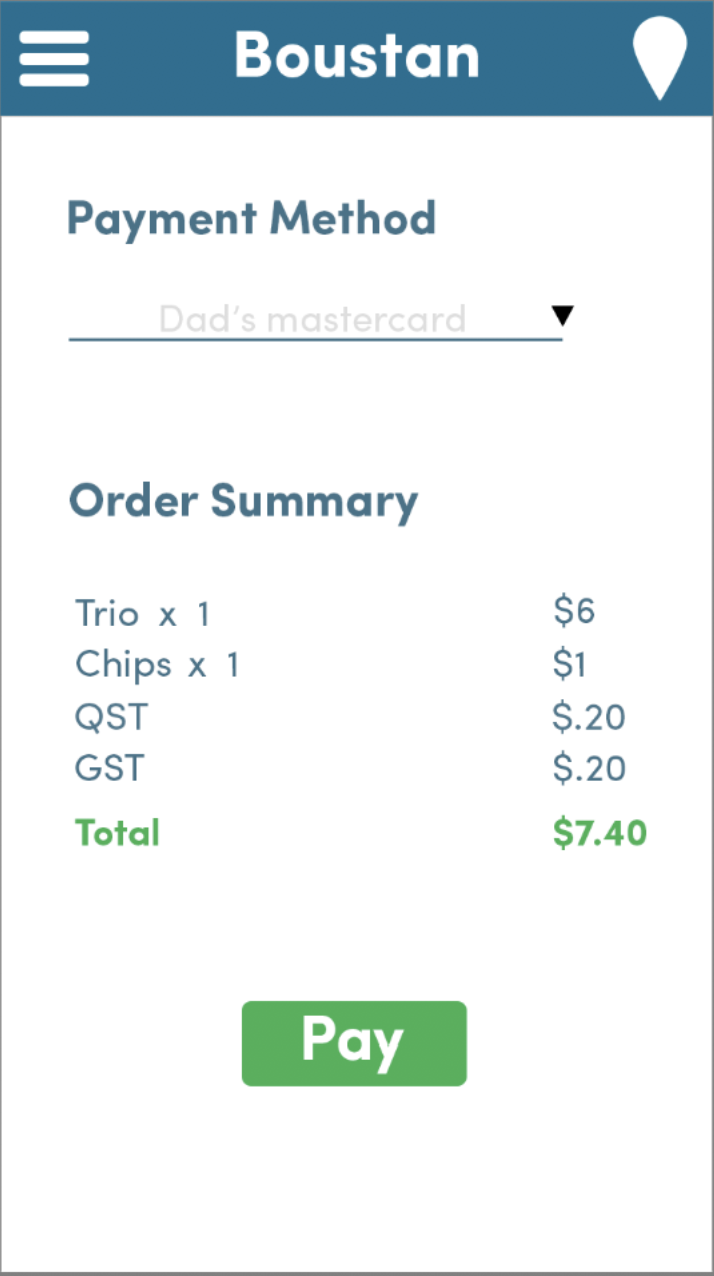 Boustan
Payment Method
Dad's mastercard
Order Summary
Trio x 1 $6
Chips x 1 $1
QST $.20
GST $.20
Total $7.40
Pay